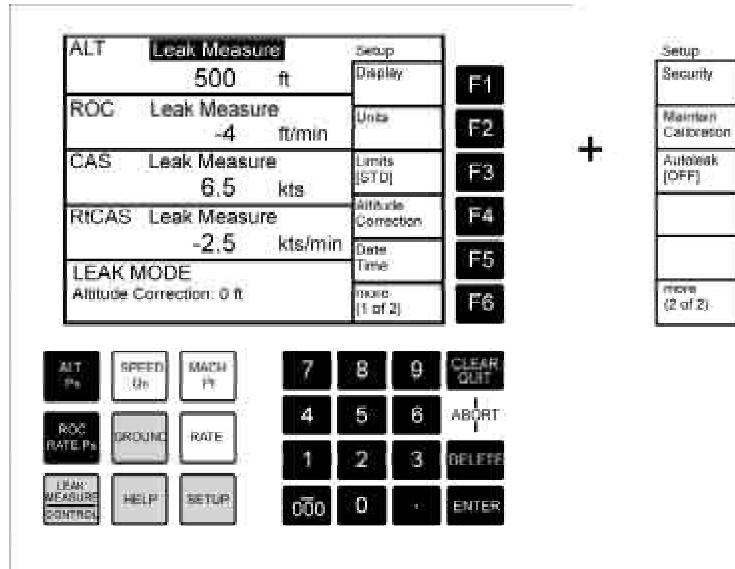 ALT Leak Measure
500 ft
ROC Leak Measure
-4 ft/min
CAS Leak Measure
6.5 kts
RtCAS Leak Measure
-2.5 kts/min
LEAK MODE
Altitude Correction: 0 ft
Setup
Display
Units
Limits
[STD]
Altitude
Correction
Date
Time
more
(1 of 2)
F1
F2
F3
F4
F5
F6
+
Setup
Security
Maintain
Calibration
Autoleak
[OFF]
more
(2 of 2)
ALT
Ps
SPEED
Qc
MACH
Pt
ROC
RATE Ps
GROUND
RATE
LEAK
MEASURE
CONTROL
HELP
SETUP
7 8 9 CLEAR
QUIT
4 5 6 ABORT
1 2 3 DELETE
000 0 . ENTER